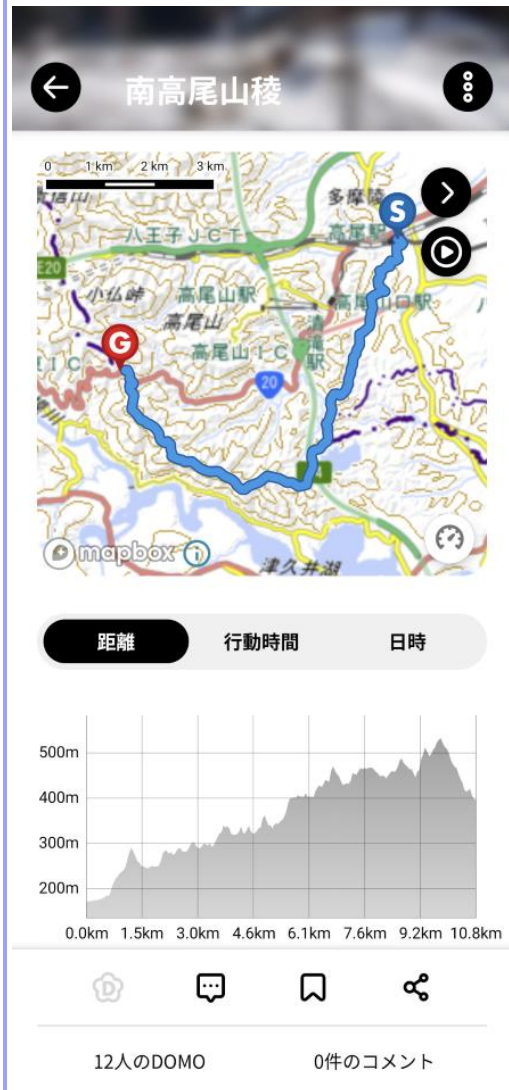 南高尾山稜
0 1 km 2 km 3 km
多摩陵
S
八王子JCT
高尾駅
E20
小仏峠
高尾山駅
高尾山口駅
高尾山
清滝駅
G
高尾山IC
20
mapbox
津久井湖
距離 行動時間 日時
500m
400m
300m
200m
0.0km 1.5km 3.0km 4.6km 6.1km 7.6km 9.2km 10.8km
D
12人のDOMO 0件のコメント